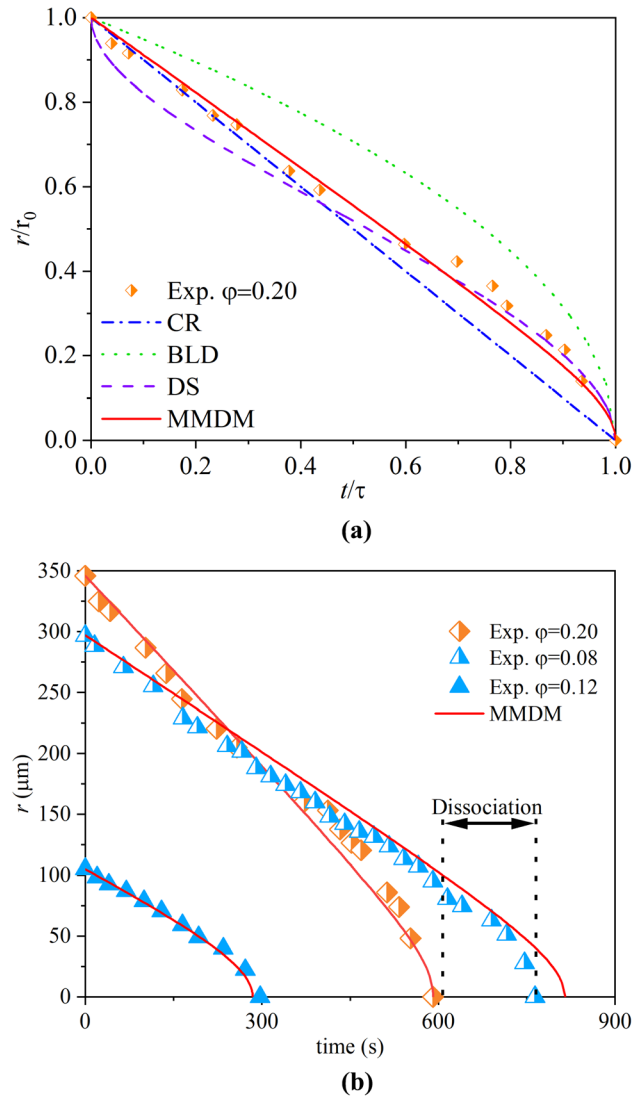 1.0
0.8
0.6
0.4
0.2
0.0
r/r0
Exp. φ=0.20
CR
BLD
DS
MMDM
0.0 0.2 0.4 0.6 0.8 1.0
t/τ
(a)
350
300
250
200
150
100
50
0
r (μm)
Exp. φ=0.20
Exp. φ=0.08
Exp. φ=0.12
MMDM
Dissociation
0 300 600 900
time (s)
(b)